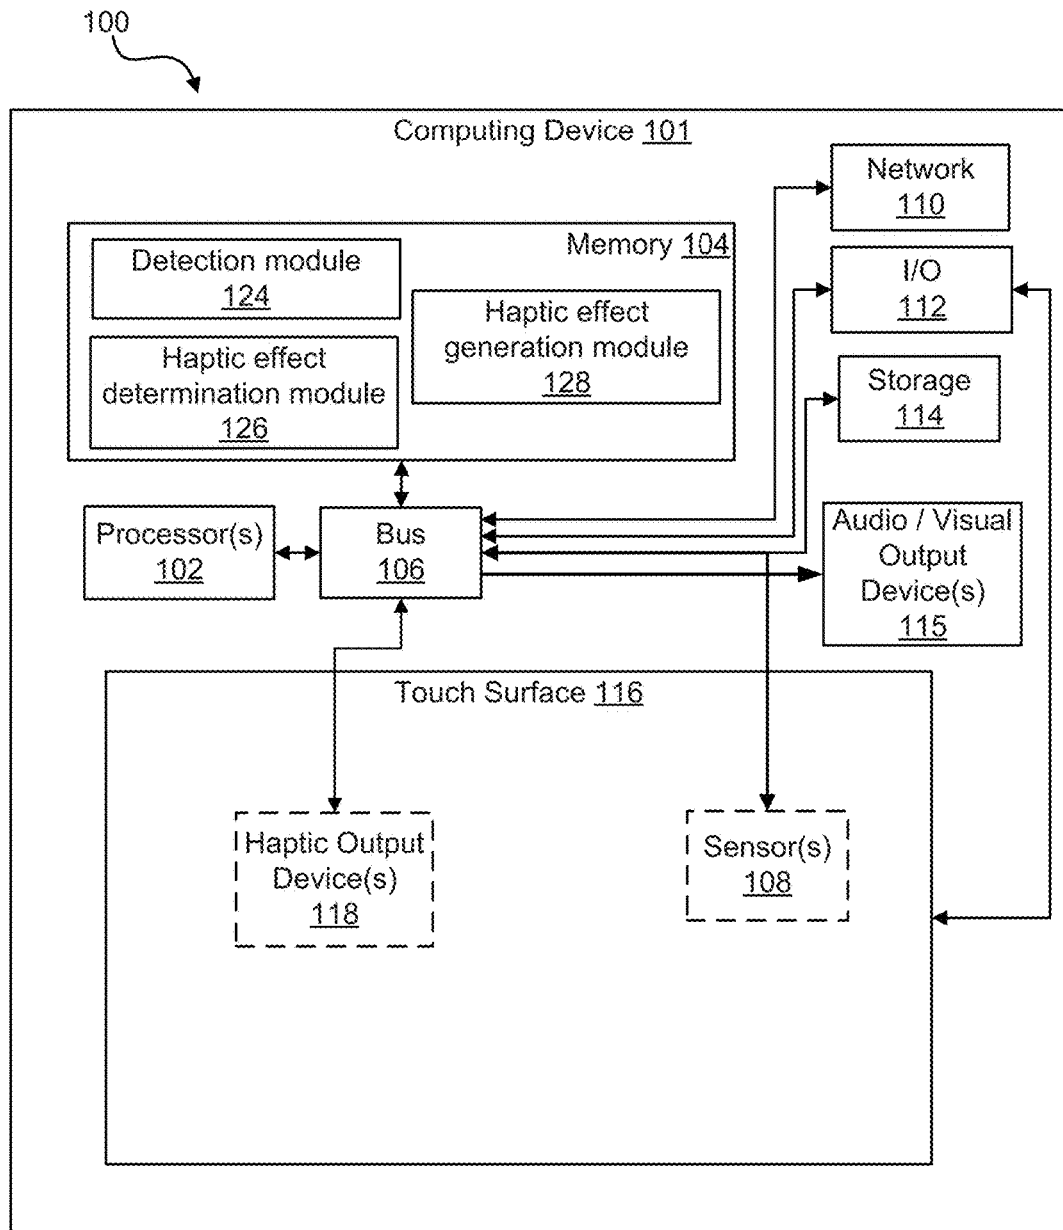 100
Computing Device 101
Network
110
Memory 104
Detection module
124
I/O
112
Haptic effect
generation module
128
Haptic effect
determination module
126
Storage
114
Processor(s)
102
Bus
106
Audio / Visual
Output
Device(s)
115
Touch Surface 116
Haptic Output
Device(s)
118
Sensor(s)
108